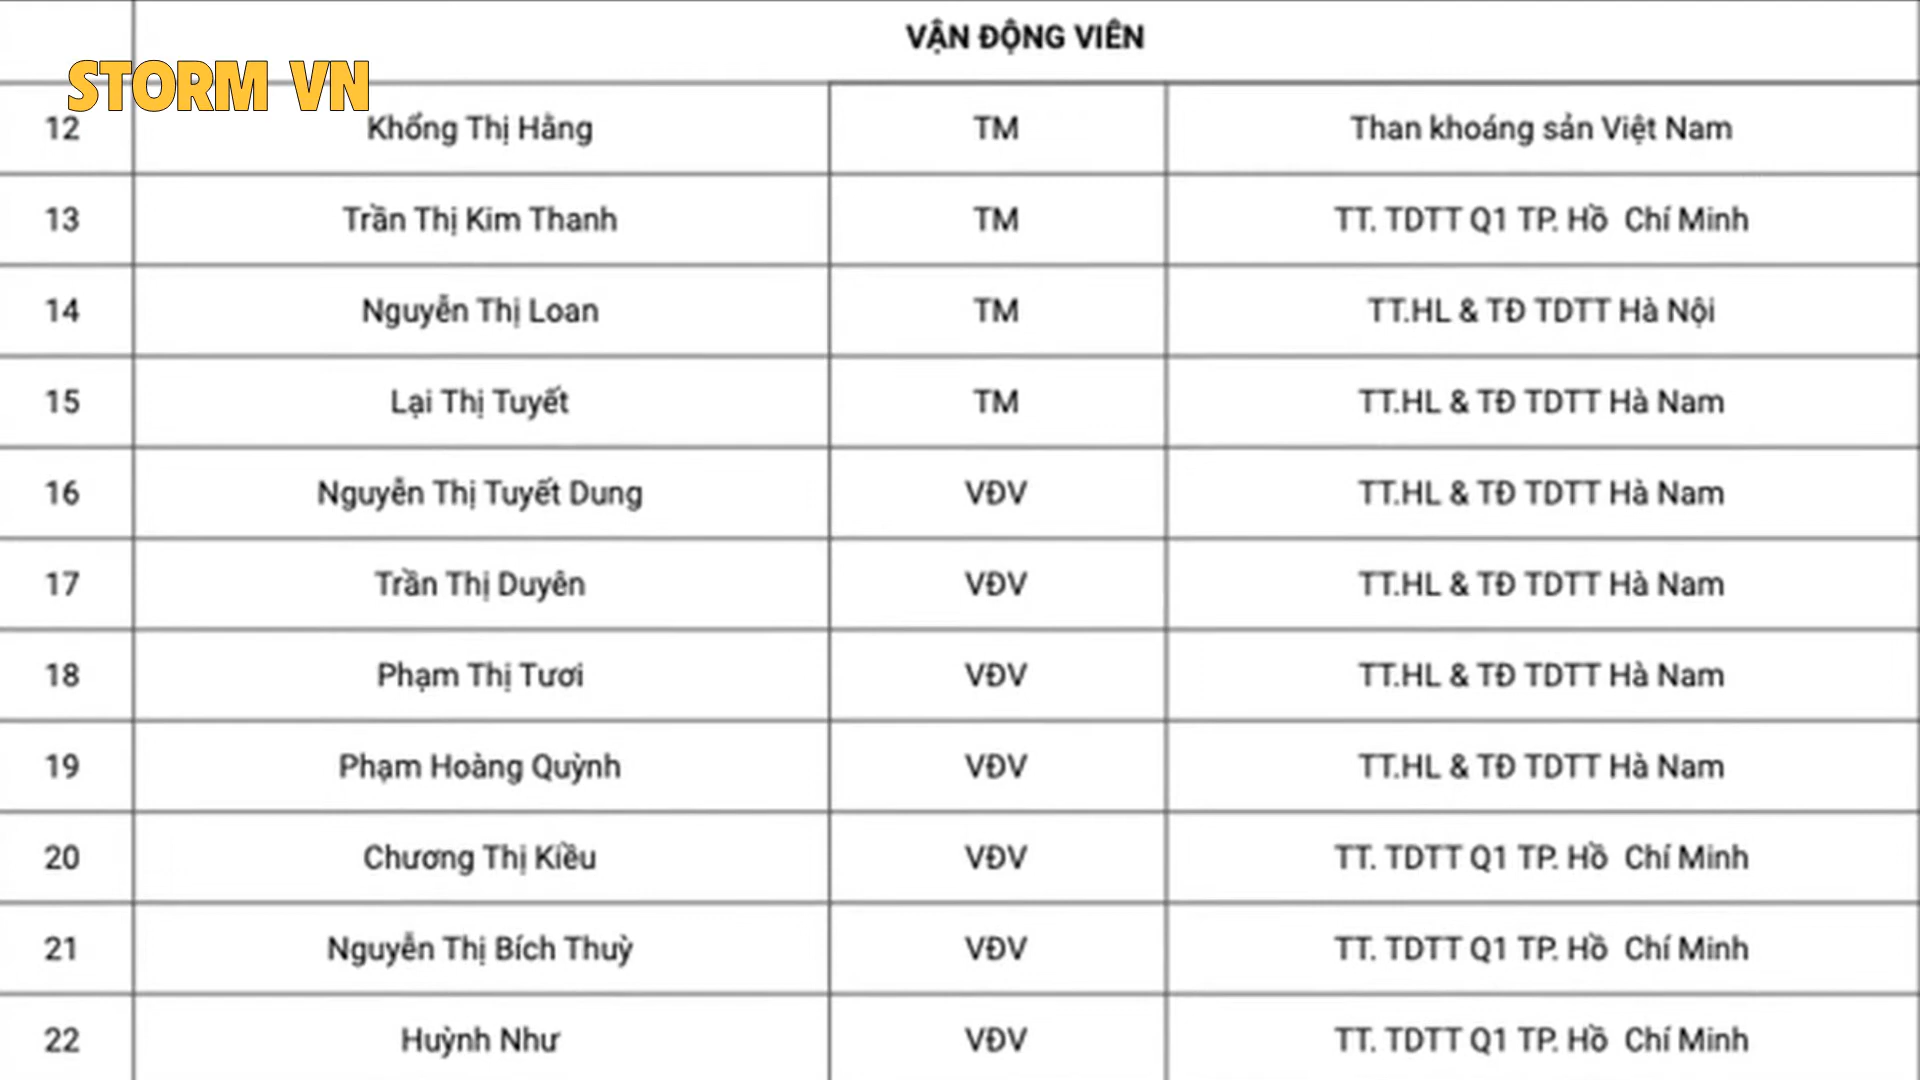 VẬN ĐỘNG VIÊN
STORM VN
12 Khổng Thị Hằng TM Than khoáng sản Việt Nam
13 Trần Thị Kim Thanh TM TT. TDTT Q1 TP. Hồ Chí Minh
14 Nguyễn Thị Loan TM TT.HL & TĐ TDTT Hà Nội
15 Lại Thị Tuyết TM TT.HL & TĐ TDTT Hà Nam
16 Nguyễn Thị Tuyết Dung VĐV TT.HL & TĐ TDTT Hà Nam
17 Trần Thị Duyên VĐV TT.HL & TĐ TDTT Hà Nam
18 Phạm Thị Tươi VĐV TT.HL & TĐ TDTT Hà Nam
19 Phạm Hoàng Quỳnh VĐV TT.HL & TĐ TDTT Hà Nam
20 Chương Thị Kiều VĐV TT. TDTT Q1 TP. Hồ Chí Minh
21 Nguyễn Thị Bích Thuỳ VĐV TT. TDTT Q1 TP. Hồ Chí Minh
22 Huỳnh Như VĐV TT. TDTT Q1 TP. Hồ Chí Minh